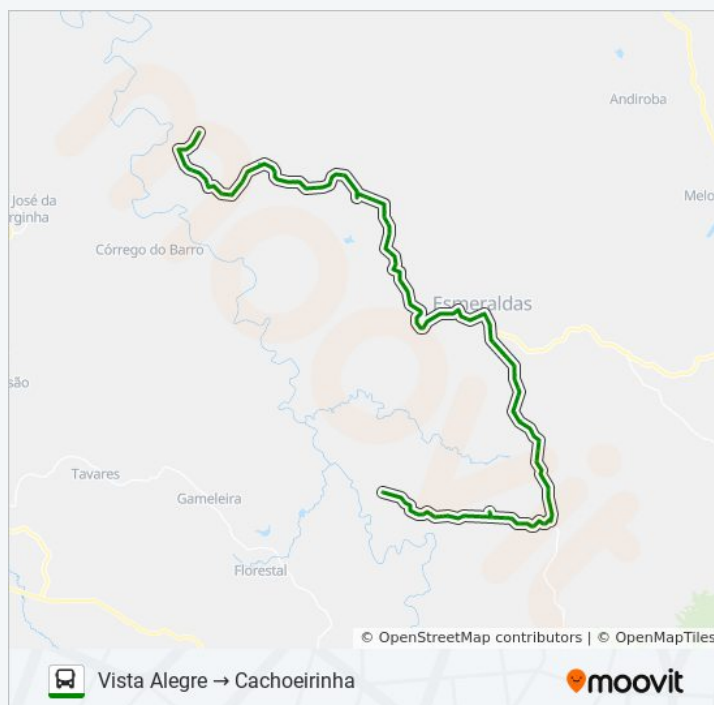 Andiroba
Melo
José da
rginha
Córrego do Barro
Esmeraldas
são
Tavares
Gameleira
Florestal
moovit
© OpenStreetMap contributors | © OpenMapTiles
Vista Alegre → Cachoeirinha
moovit